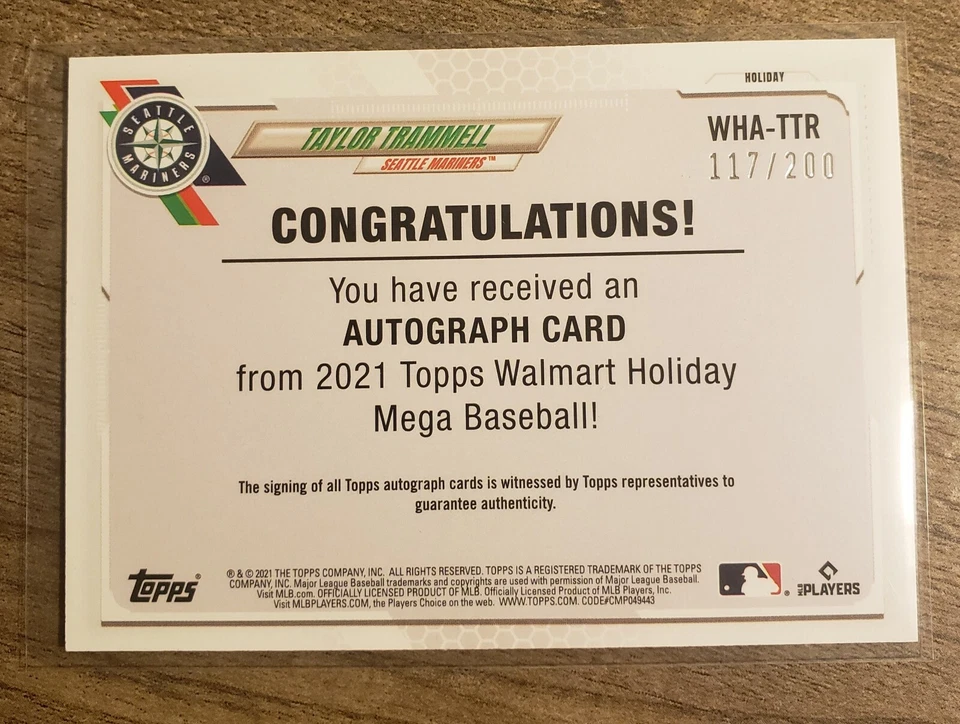 HOLIDAY
SEATTLE MARINERS ®
TAYLOR TRAMMELL
SEATTLE MARINERS™
WHA-TTR
117/200
CONGRATULATIONS!
You have received an
AUTOGRAPH CARD
from 2021 Topps Walmart Holiday
Mega Baseball!
The signing of all Topps autograph cards is witnessed by Topps representatives to
guarantee authenticity.
topps®
® & © 2021 THE TOPPS COMPANY, INC. ALL RIGHTS RESERVED. TOPPS IS A REGISTERED TRADEMARK OF THE TOPPS
COMPANY, INC. Major League Baseball trademarks and copyrights are used with permission of Major League Baseball.
Visit MLB.com. OFFICIALLY LICENSED PRODUCT OF MLB. Officially Licensed Product of MLB Players, Inc.
Visit MLBPLAYERS.COM, the Players Choice on the web. WWW.TOPPS.COM. CODE#CMP049443
®
MLB PLAYERS